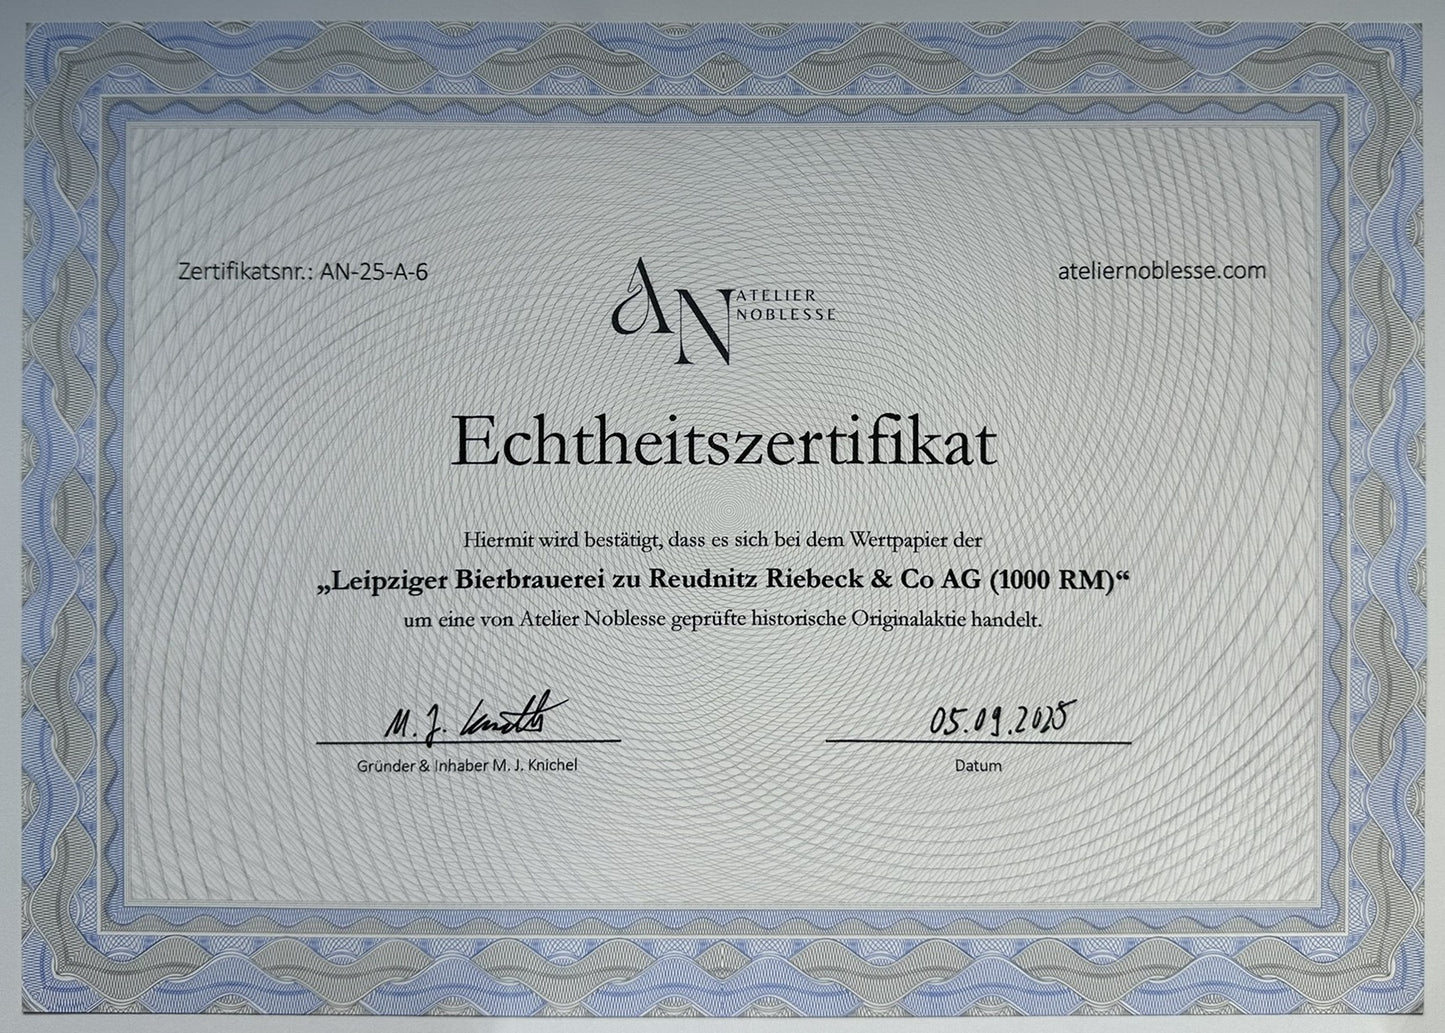 Zertifikatsnr.: AN-25-A-6
ateliernoblesse.com
AN ATELIER
NOBLESSE
Echtheitszertifikat
Hiermit wird bestätigt, dass es sich bei dem Wertpapier der
„Leipziger Bierbrauerei zu Reudnitz Riebeck & Co AG (1000 RM)“
um eine von Atelier Noblesse geprüfte historische Originalaktie handelt.
M. J.
05.09.2025
Gründer & Inhaber M. J. Knichel
Datum